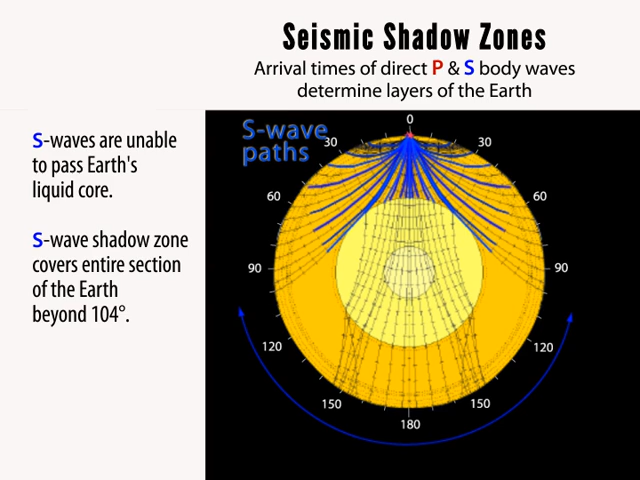 Seismic Shadow Zones
Arrival times of direct P & S body waves
determine layers of the Earth
S-waves are unable
to pass Earth's
liquid core.
S-wave shadow zone
covers entire section
of the Earth
beyond 104°.
S-wave
paths
0
30
30
60
60
90
90
120
120
150
150
180